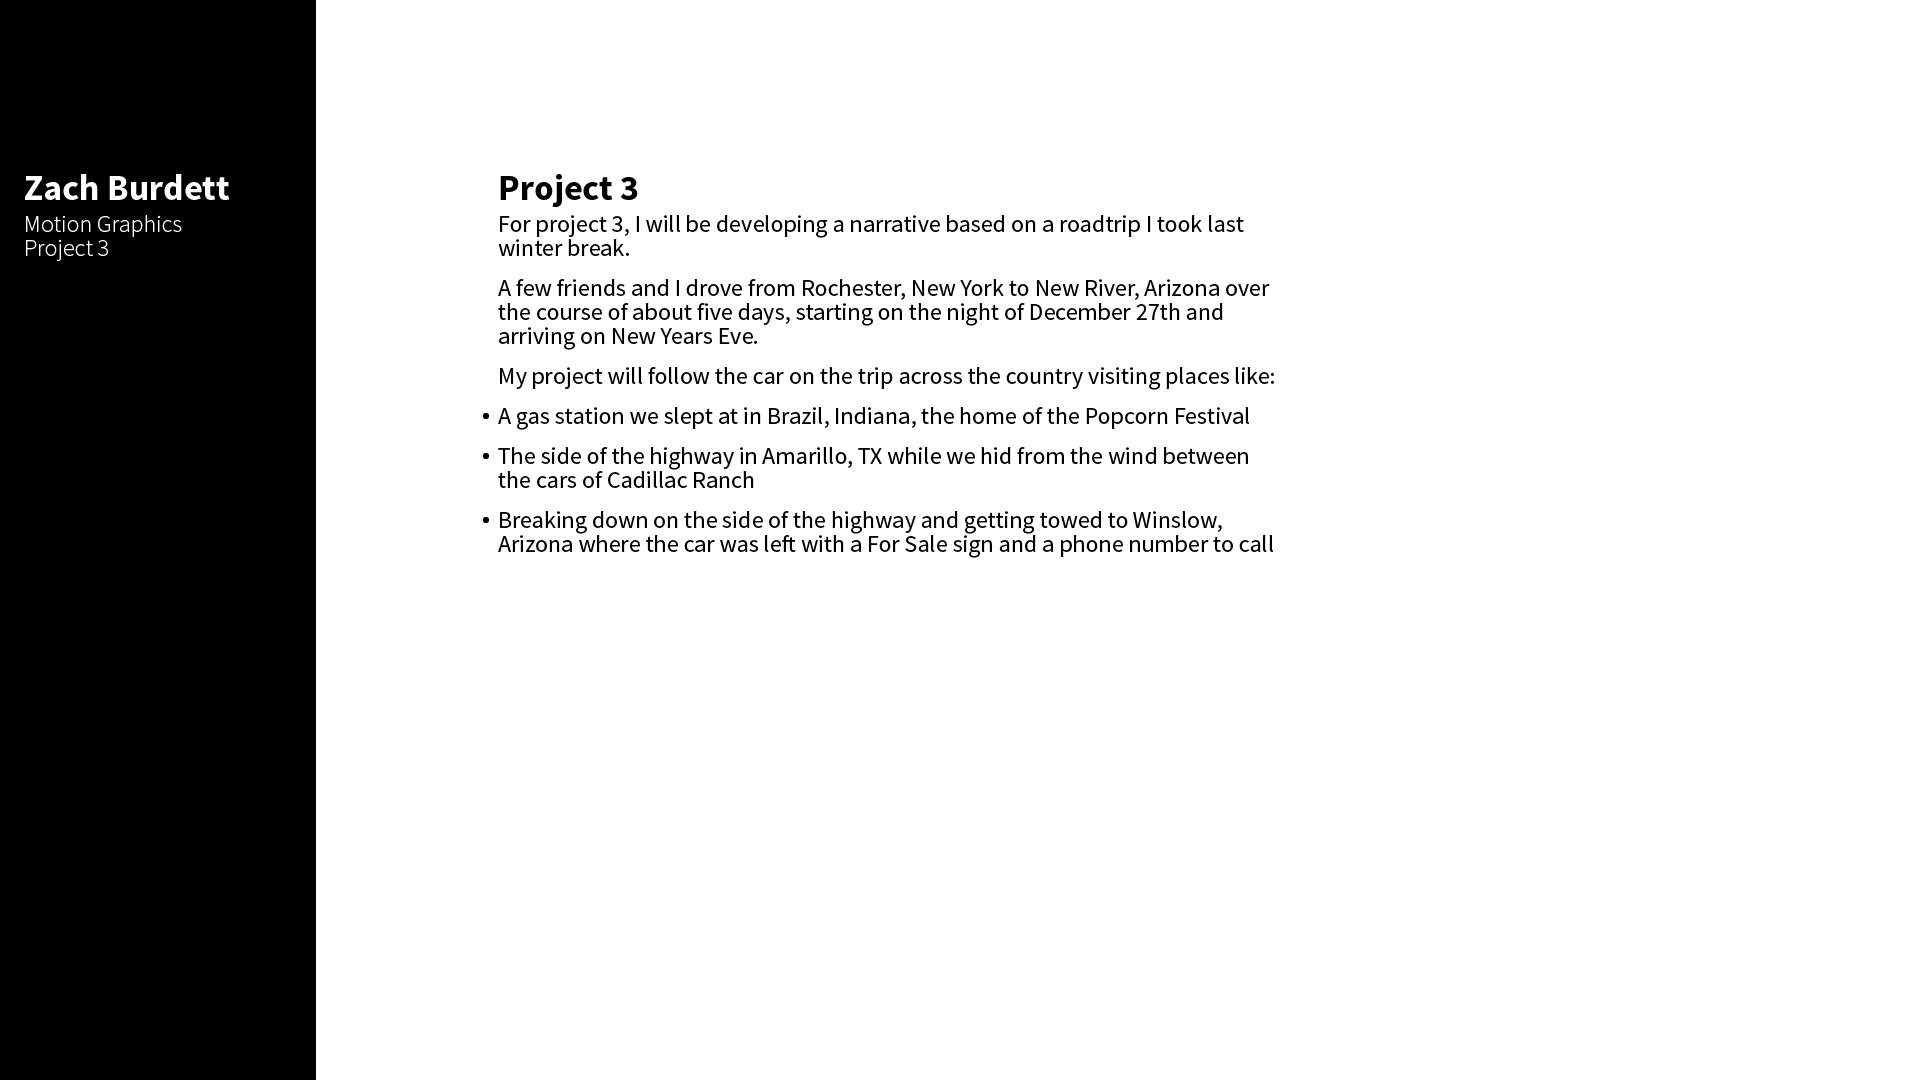 Zach Burdett
Motion Graphics
Project 3
Project 3
For project 3, I will be developing a narrative based on a roadtrip I took last
winter break.
A few friends and I drove from Rochester, New York to New River, Arizona over
the course of about five days, starting on the night of December 27th and
arriving on New Years Eve.
My project will follow the car on the trip across the country visiting places like:
• A gas station we slept at in Brazil, Indiana, the home of the Popcorn Festival
• The side of the highway in Amarillo, TX while we hid from the wind between
the cars of Cadillac Ranch
• Breaking down on the side of the highway and getting towed to Winslow,
Arizona where the car was left with a For Sale sign and a phone number to call